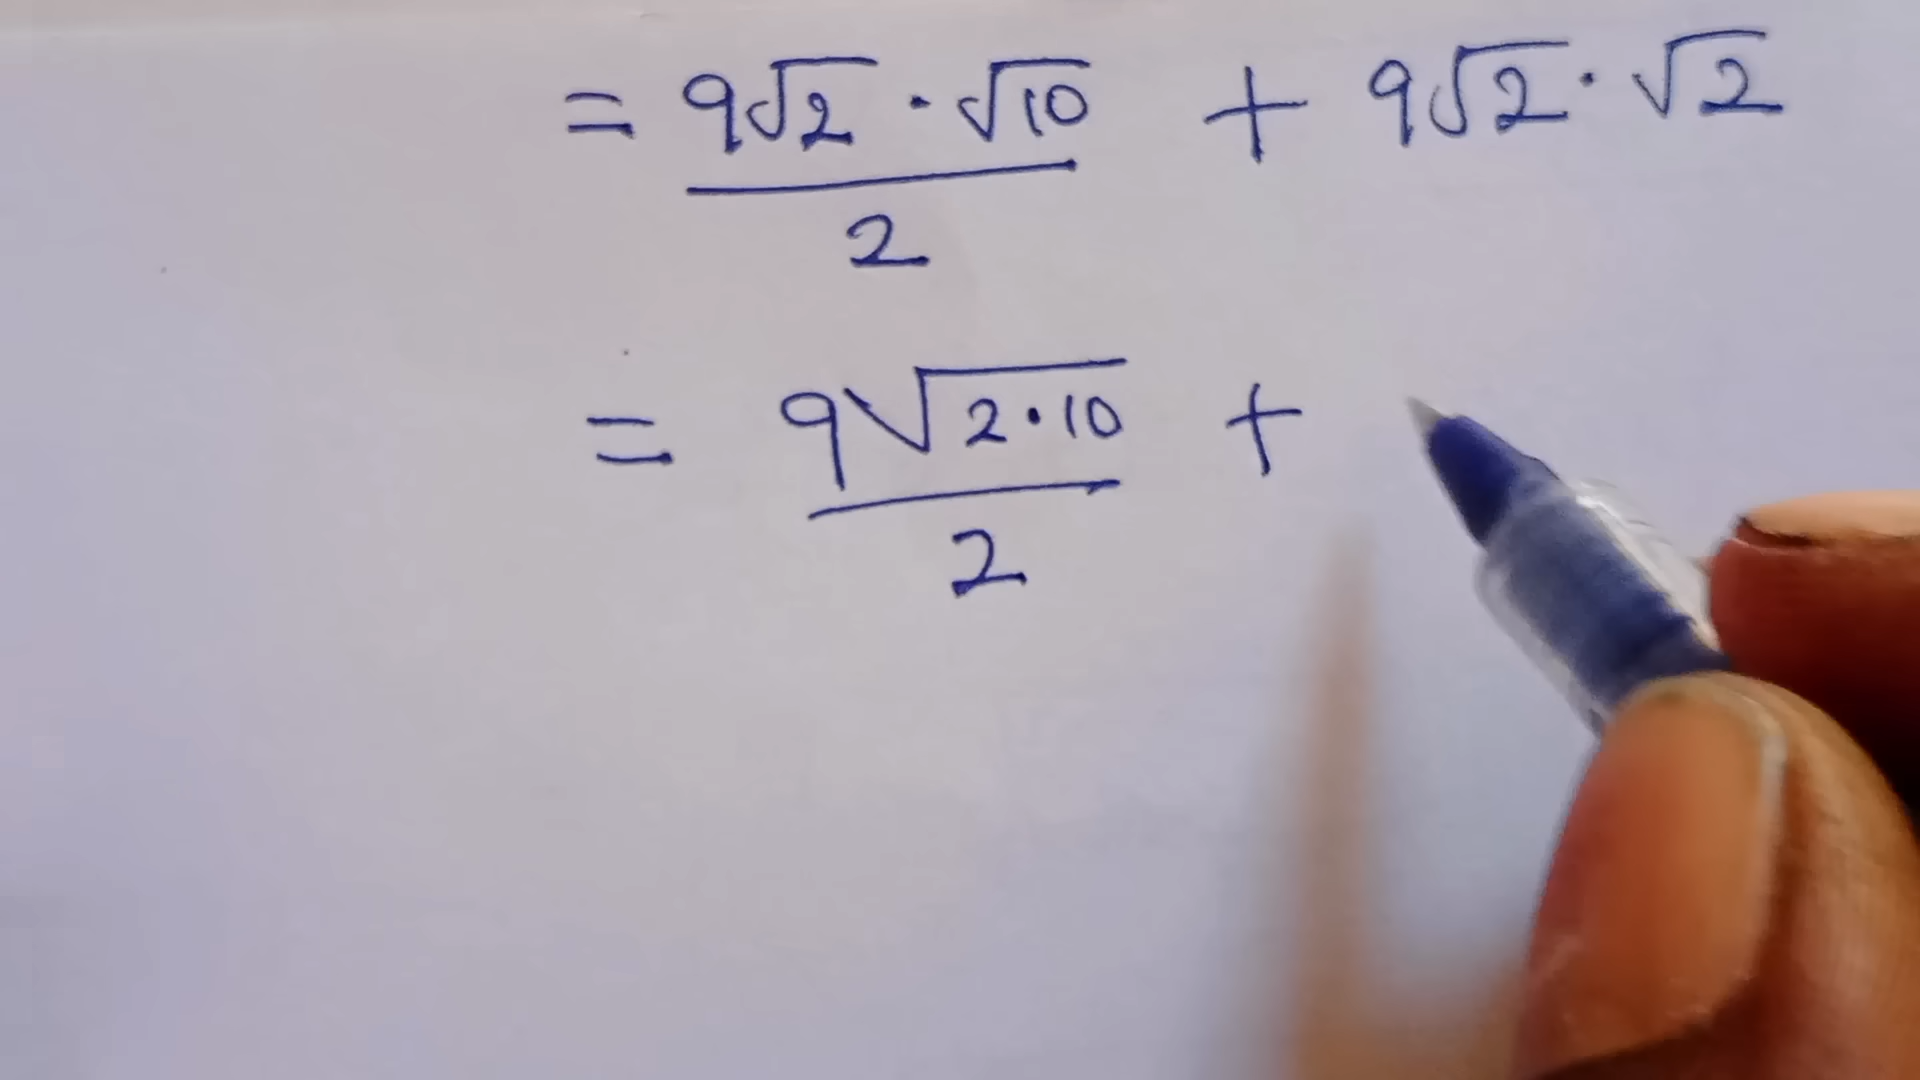 = 9√2 · √10 / 2 + 9√2 · √2
= 9√(2·10) / 2 +